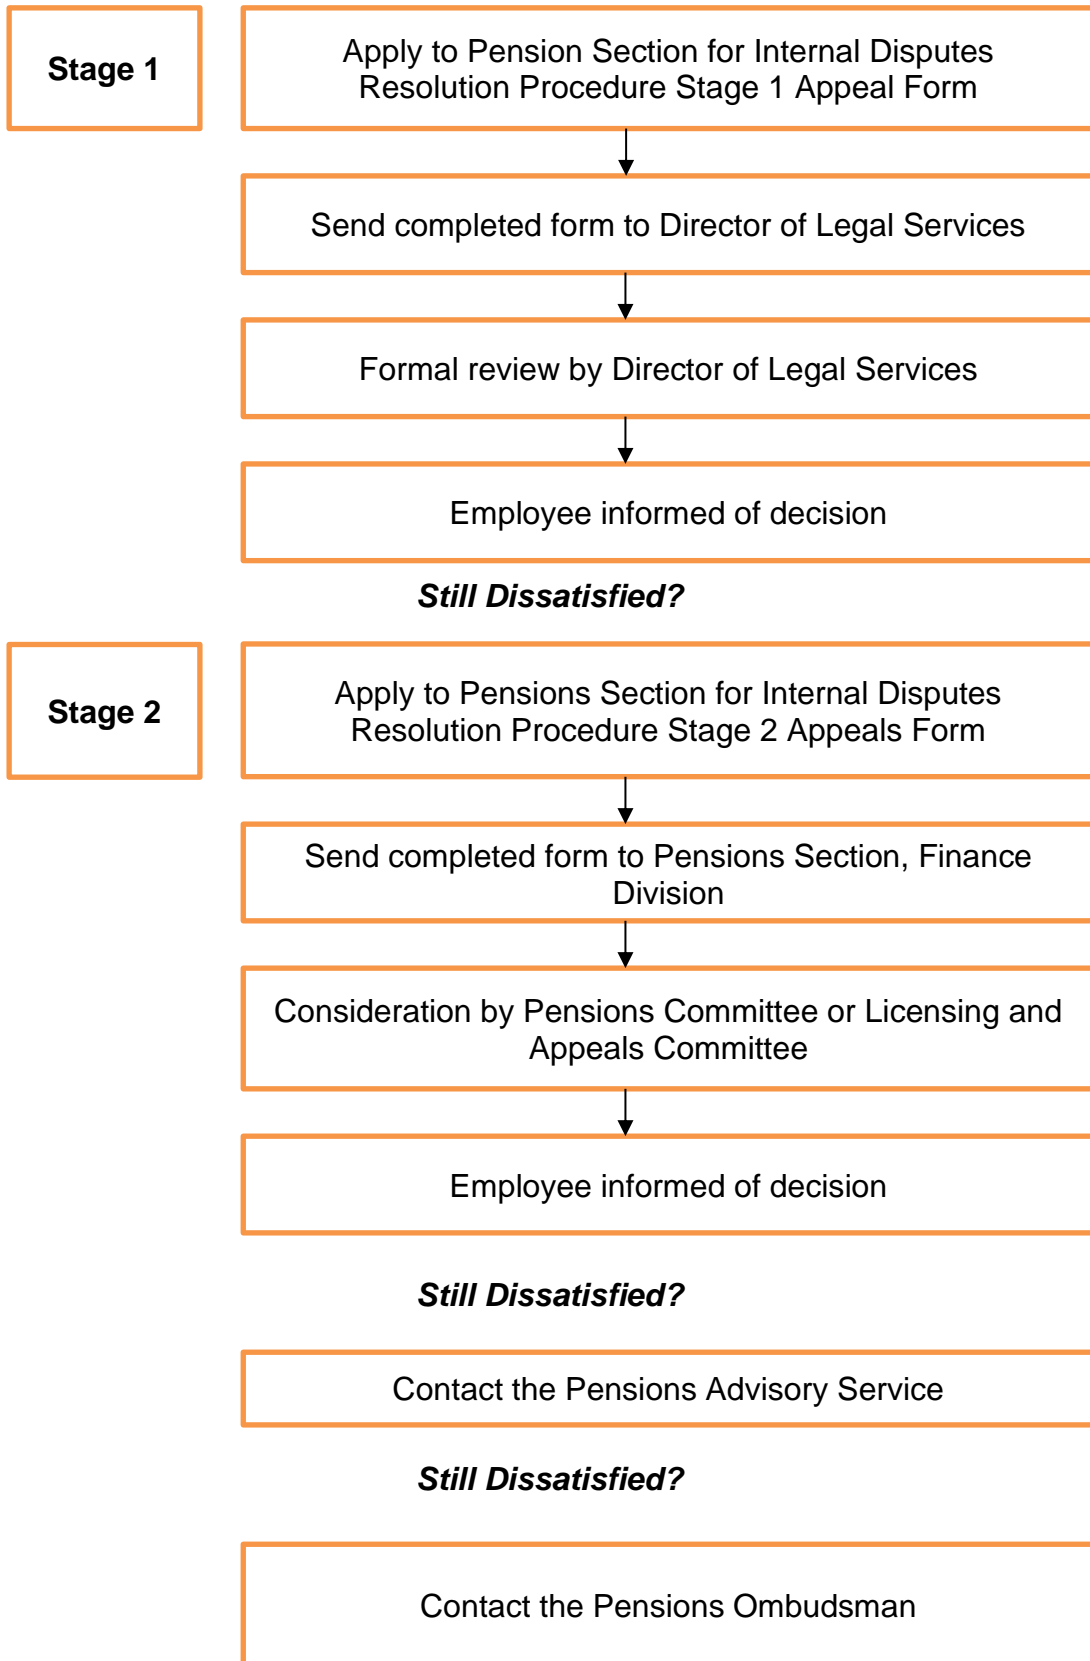 Stage 1
Apply to Pension Section for Internal Disputes
Resolution Procedure Stage 1 Appeal Form
Send completed form to Director of Legal Services
Formal review by Director of Legal Services
Employee informed of decision
Still Dissatisfied?
Stage 2
Apply to Pensions Section for Internal Disputes
Resolution Procedure Stage 2 Appeals Form
Send completed form to Pensions Section, Finance
Division
Consideration by Pensions Committee or Licensing and
Appeals Committee
Employee informed of decision
Still Dissatisfied?
Contact the Pensions Advisory Service
Still Dissatisfied?
Contact the Pensions Ombudsman